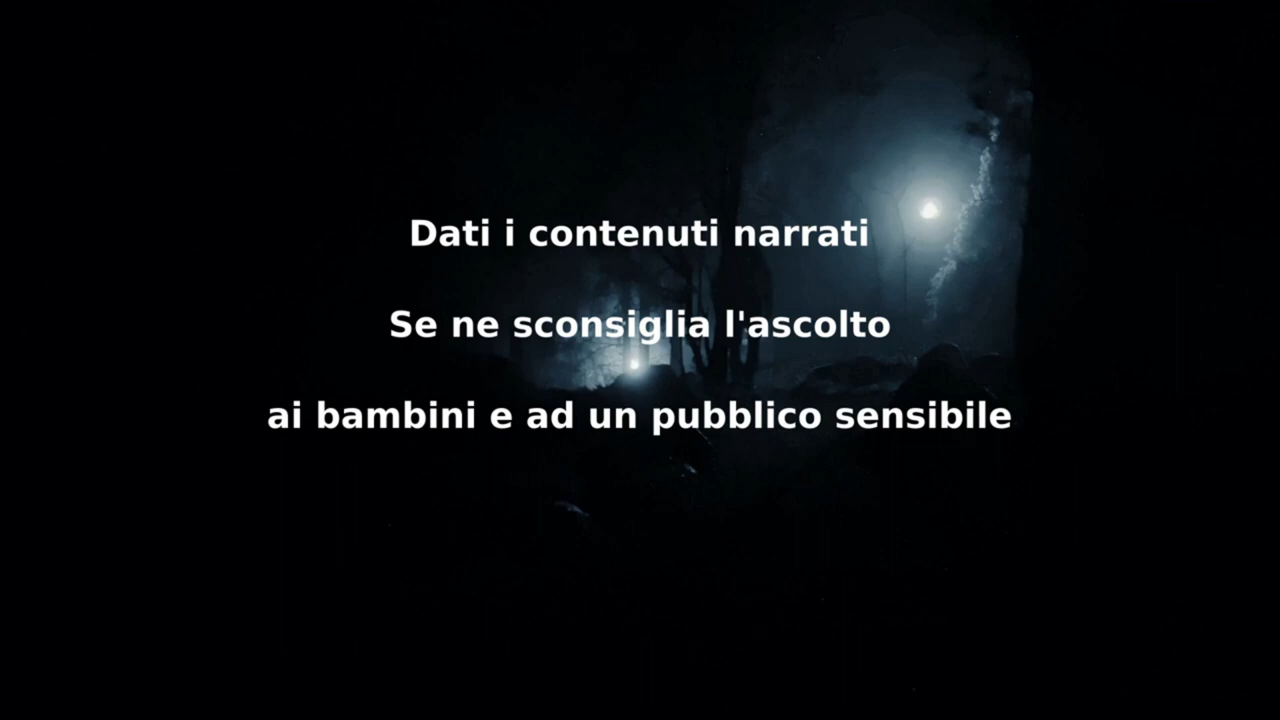 Dati i contenuti narrati
Se ne sconsiglia l'ascolto
ai bambini e ad un pubblico sensibile